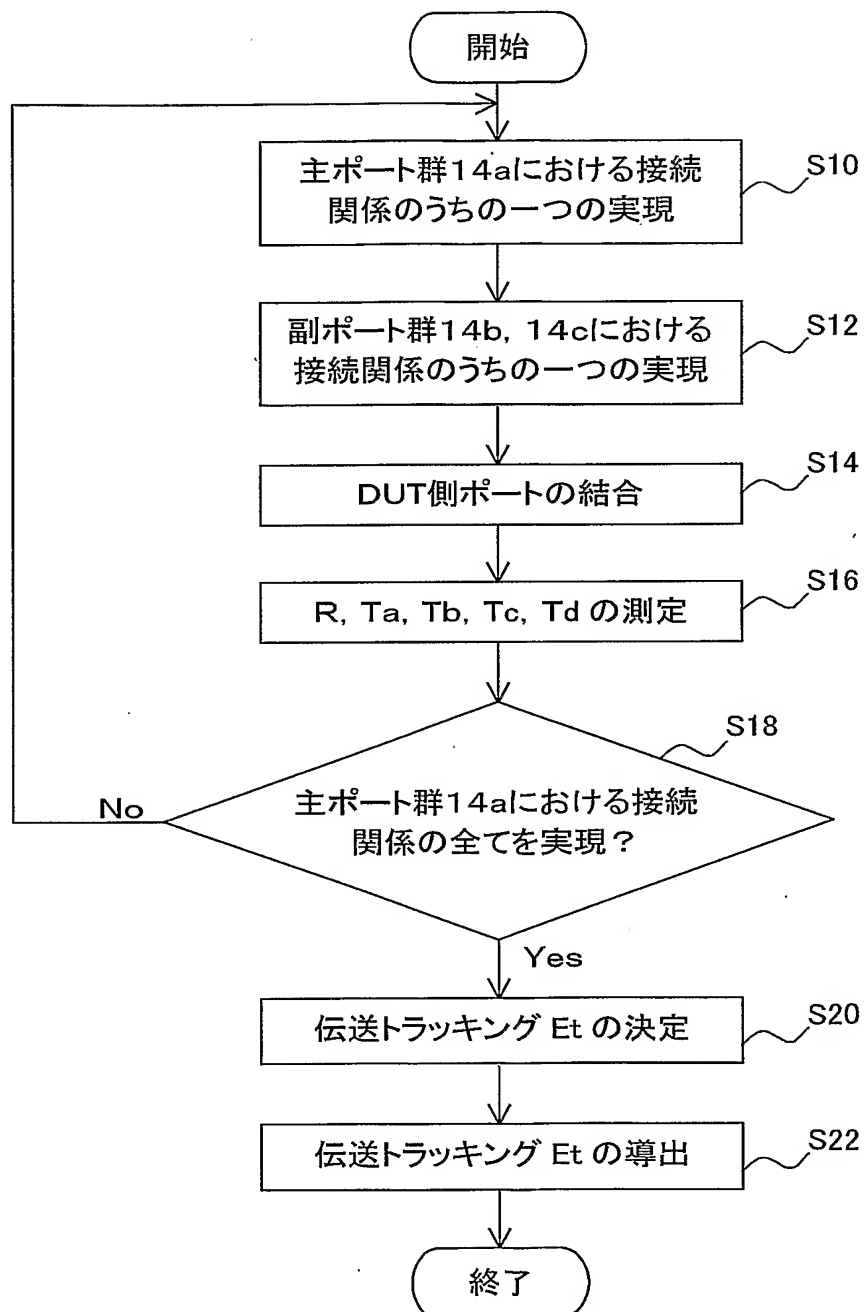 開始
主ポート群14aにおける接続
関係のうちの一つの実現
S10
副ポート群14b, 14cにおける
接続関係のうちの一つの実現
S12
DUT側ポートの結合
S14
R, Ta, Tb, Tc, Td の測定
S16
S18
主ポート群14aにおける接続
関係の全てを実現?
No
Yes
伝送トラッキング Et の決定
S20
伝送トラッキング Et の導出
S22
終了